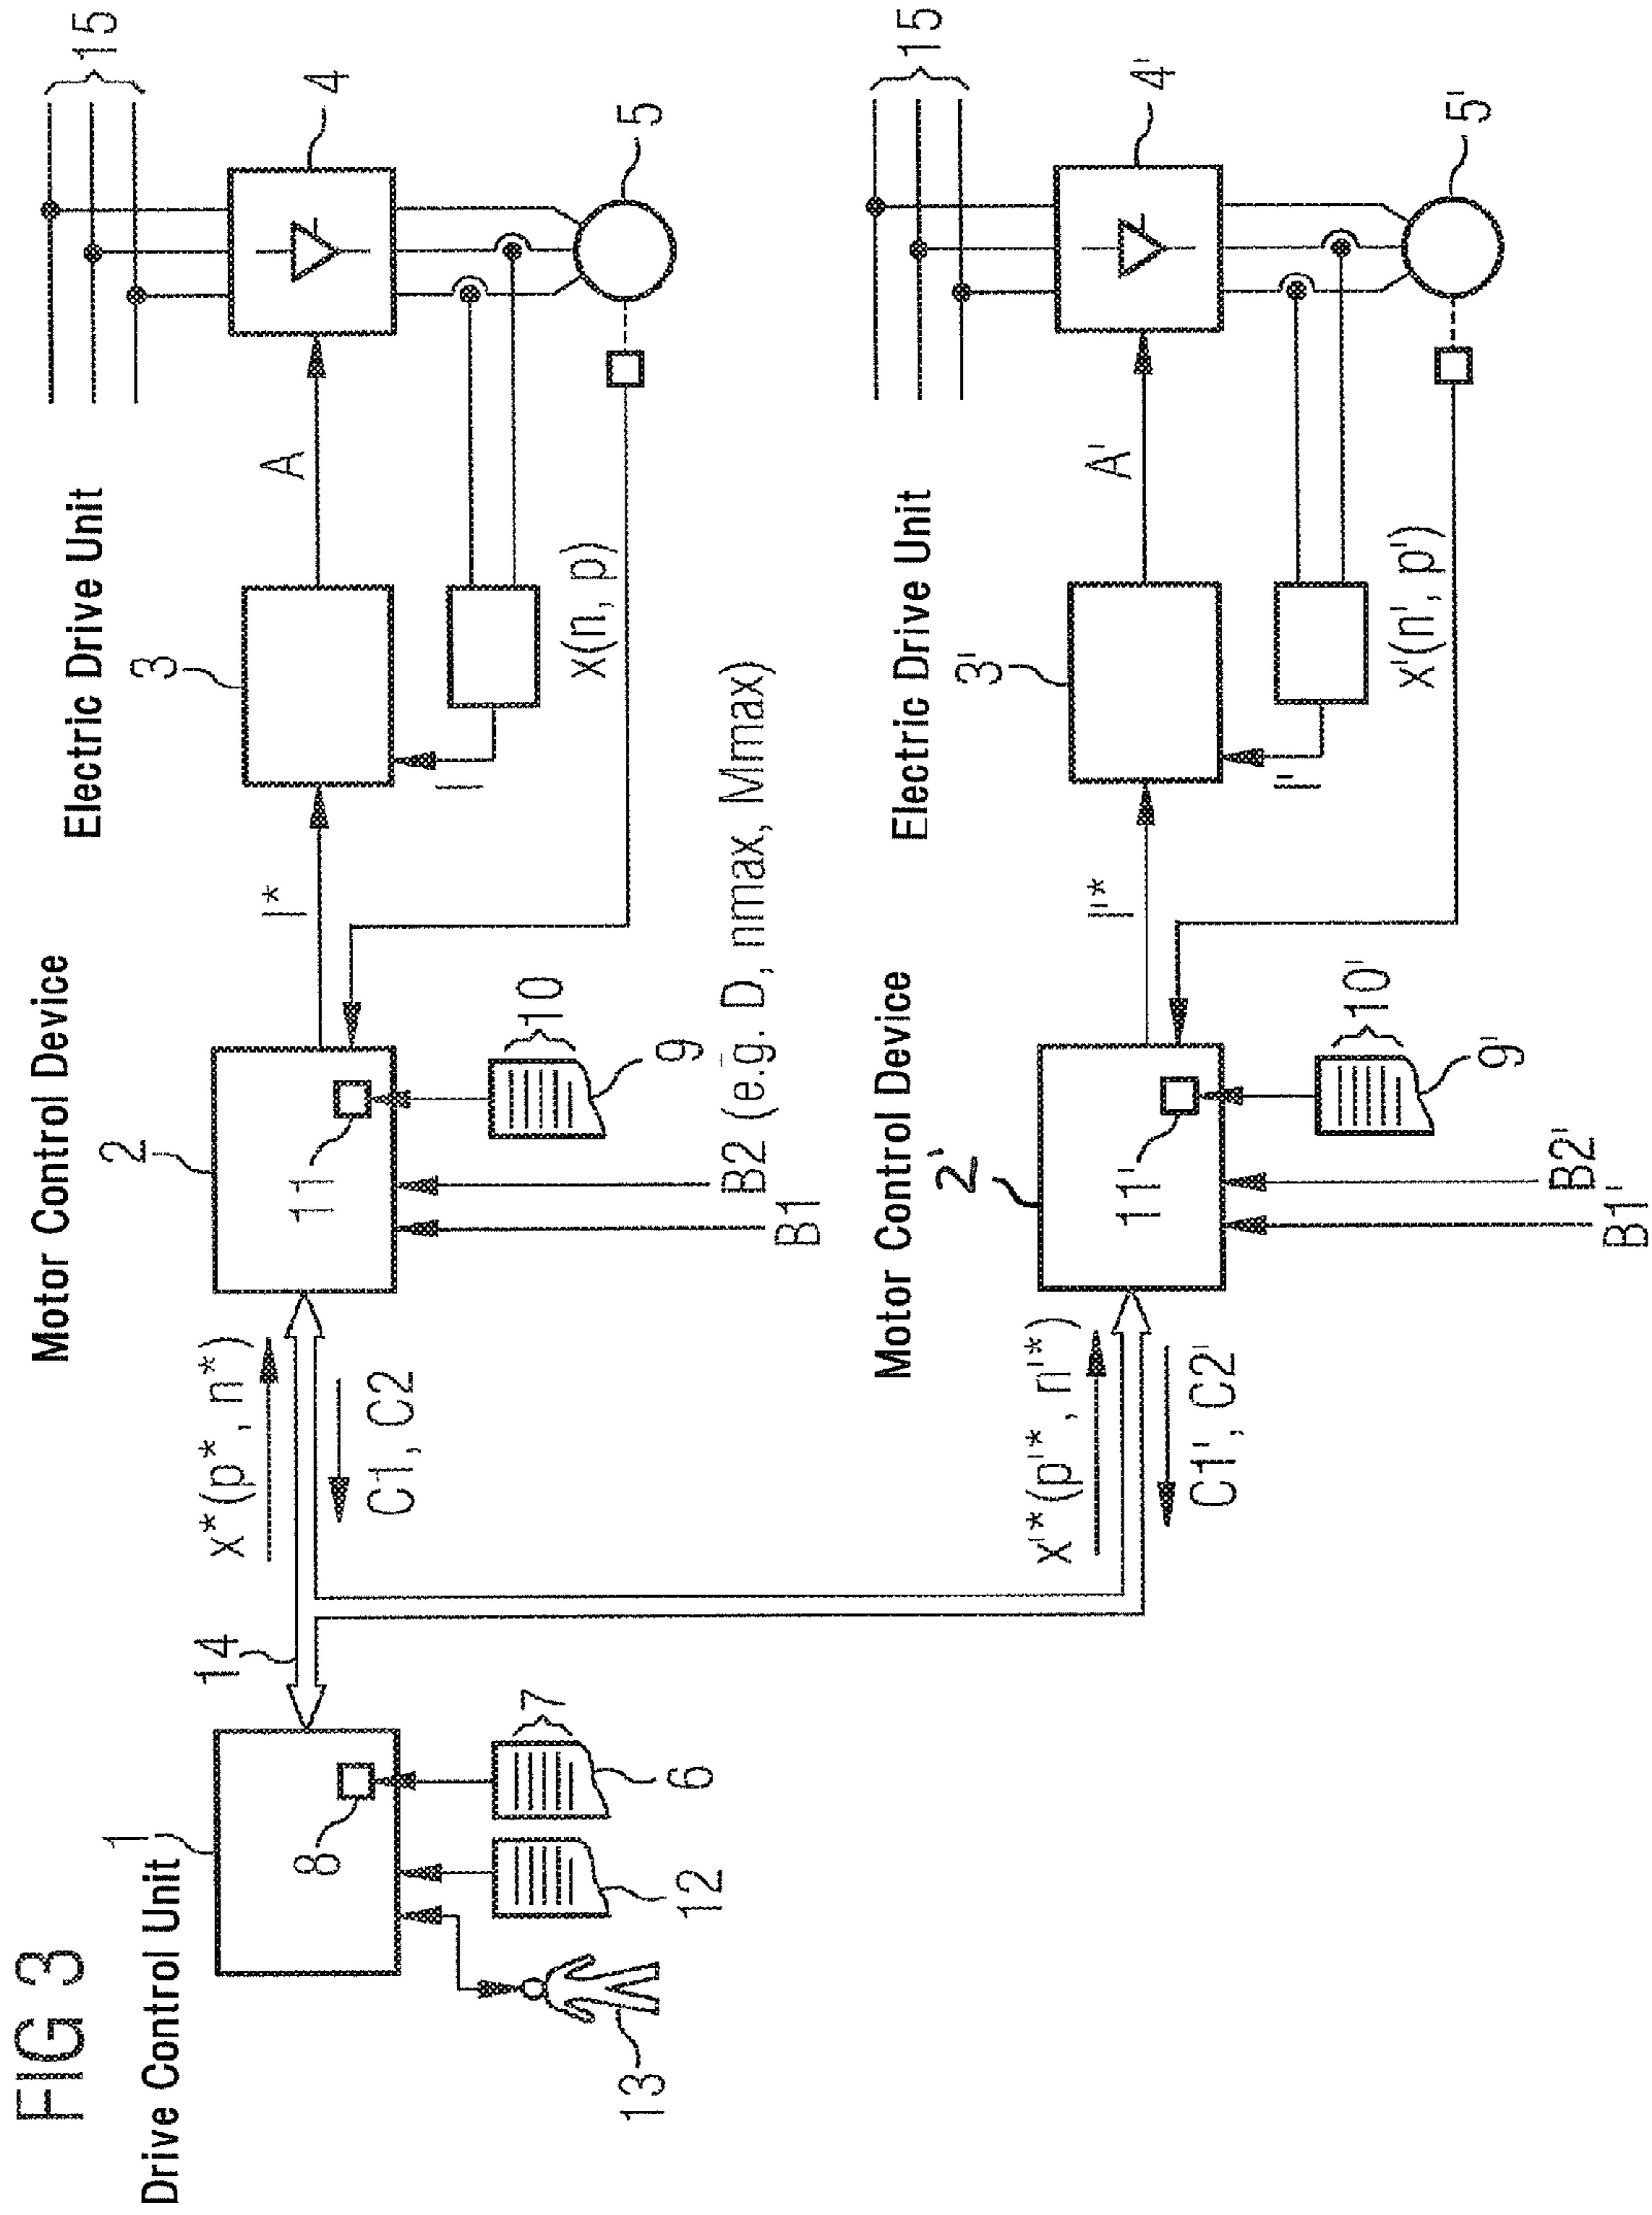 FIG 3
Drive Control Unit
1
8
13
12
6
7
14
x*(p*, n*)
C1, C2
Motor Control Device
2
11
B1
B2 (e.g. D, nmax, Mmax)
9
10
I*
Electric Drive Unit
3
I
x(n, p)
A
4
5
15
x'*(p'*, n'*)
C1', C2'
Motor Control Device
2'
11'
B1'
B2'
9'
10'
I'*
Electric Drive Unit
3'
I'
x'(n', p')
A'
4'
5'
15